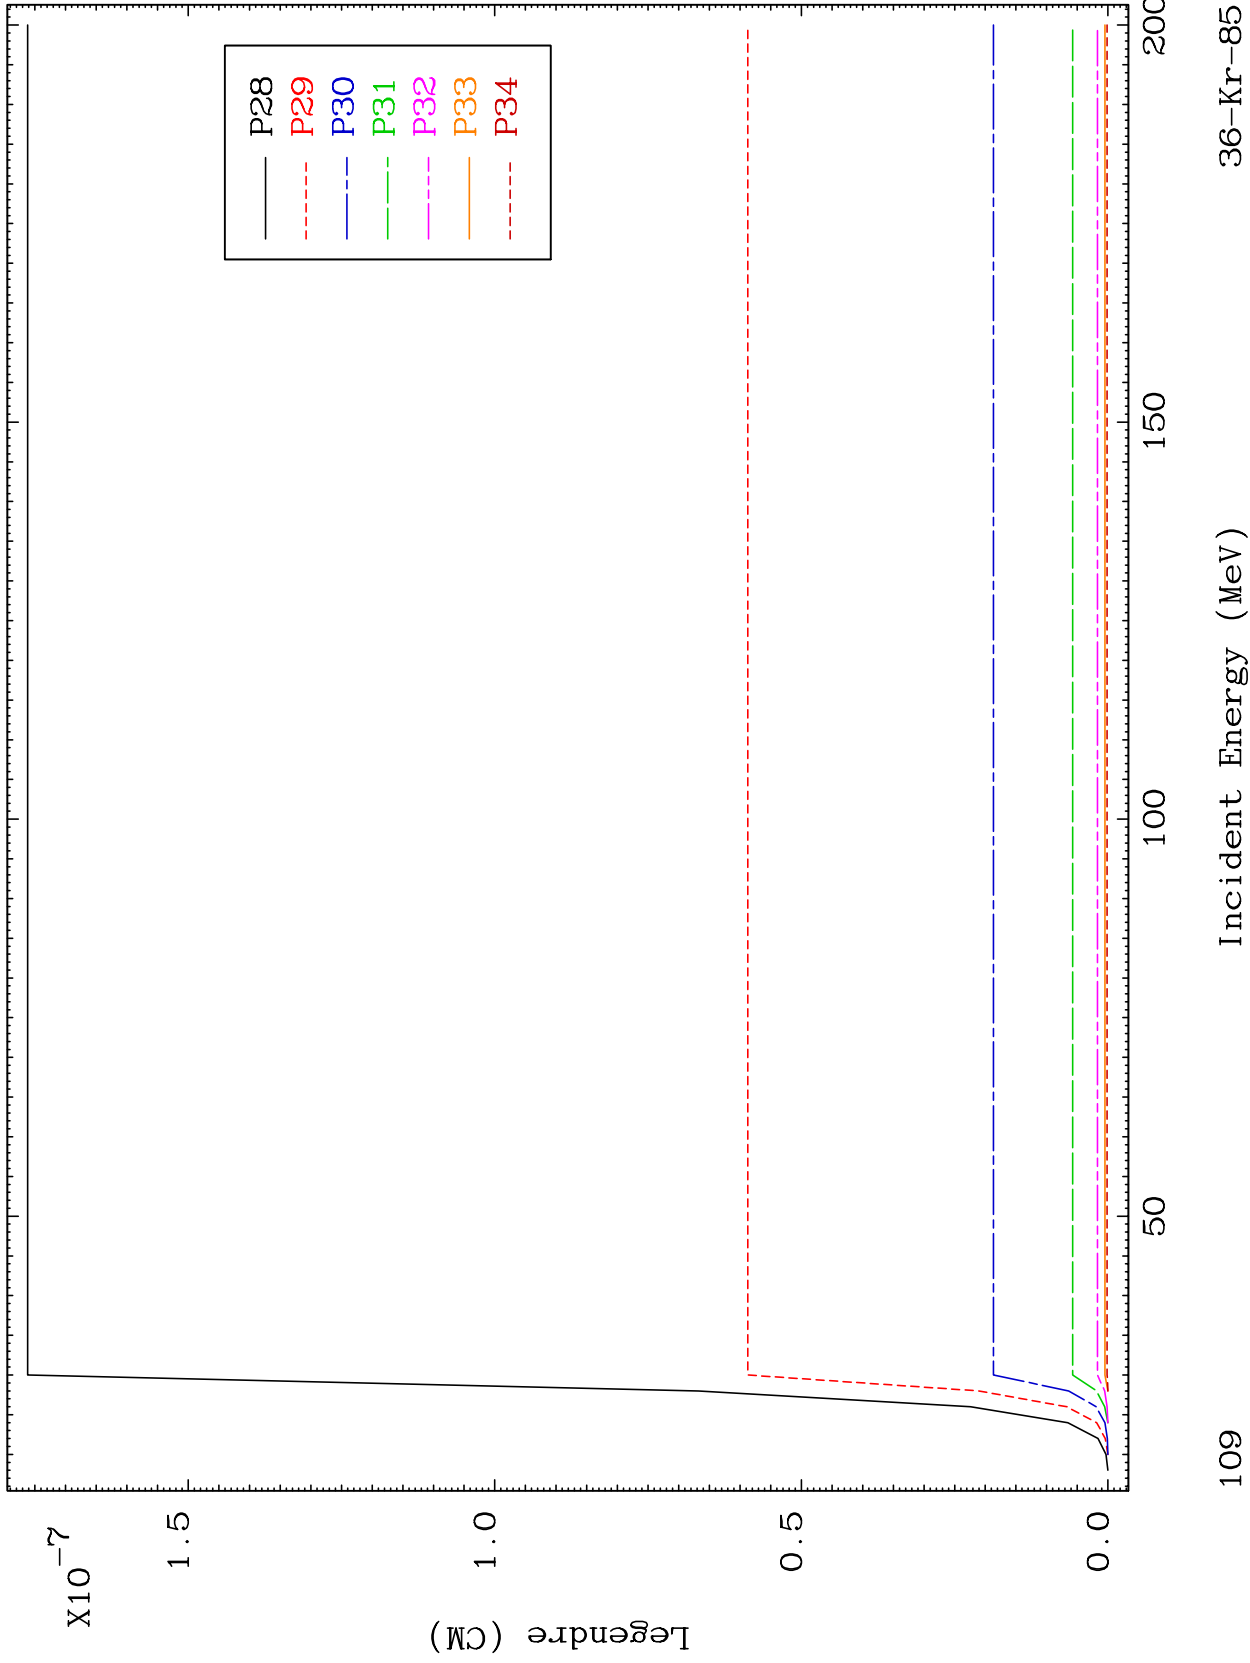 X10-7
1.5
1.0
0.5
0.0
Legendre (CM)
P28
P29
P30
P31
P32
P33
P34
50
100
150
200
Incident Energy (MeV)
109
36-Kr-85